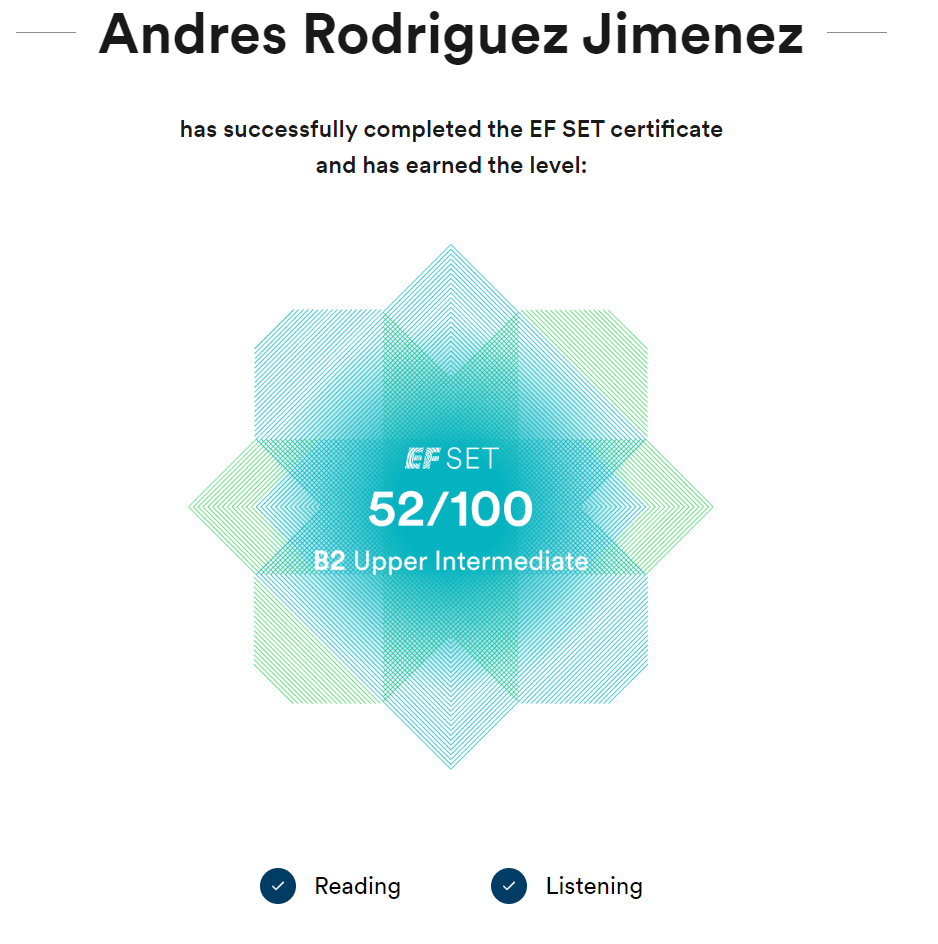 Andres Rodriguez Jimenez
has successfully completed the EF SET certificate
and has earned the level:
EF SET
52/100
B2 Upper Intermediate
Reading
Listening